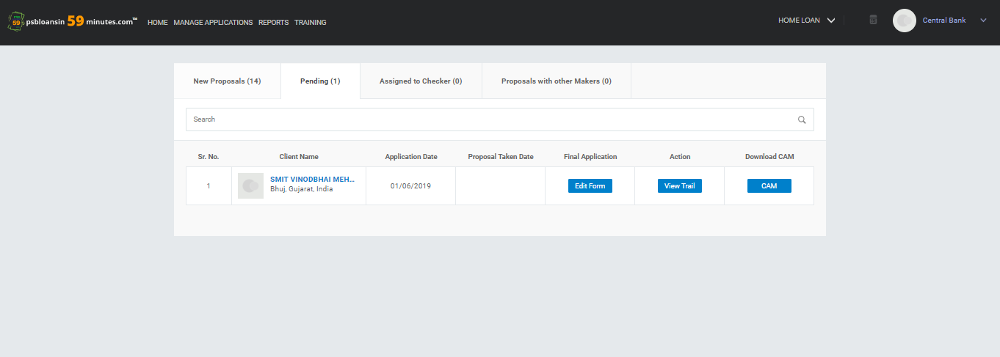 psbloansin 59 minutes.com™ HOME MANAGE APPLICATIONS REPORTS TRAINING HOME LOAN Central Bank
New Proposals (14) Pending (1) Assigned to Checker (0) Proposals with other Makers (0)
Search
Sr. No. Client Name Application Date Proposal Taken Date Final Application Action Download CAM
SMIT VINODBHAI MEH...
1 01/06/2019 Edit Form View Trail CAM
Bhuj, Gujarat, India